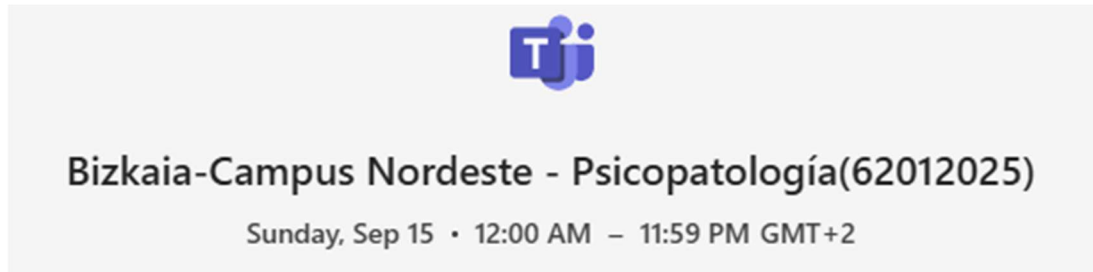 T
Bizkaia-Campus Nordeste - Psicopatología(62012025)
Sunday, Sep 15 • 12:00 AM – 11:59 PM GMT+2